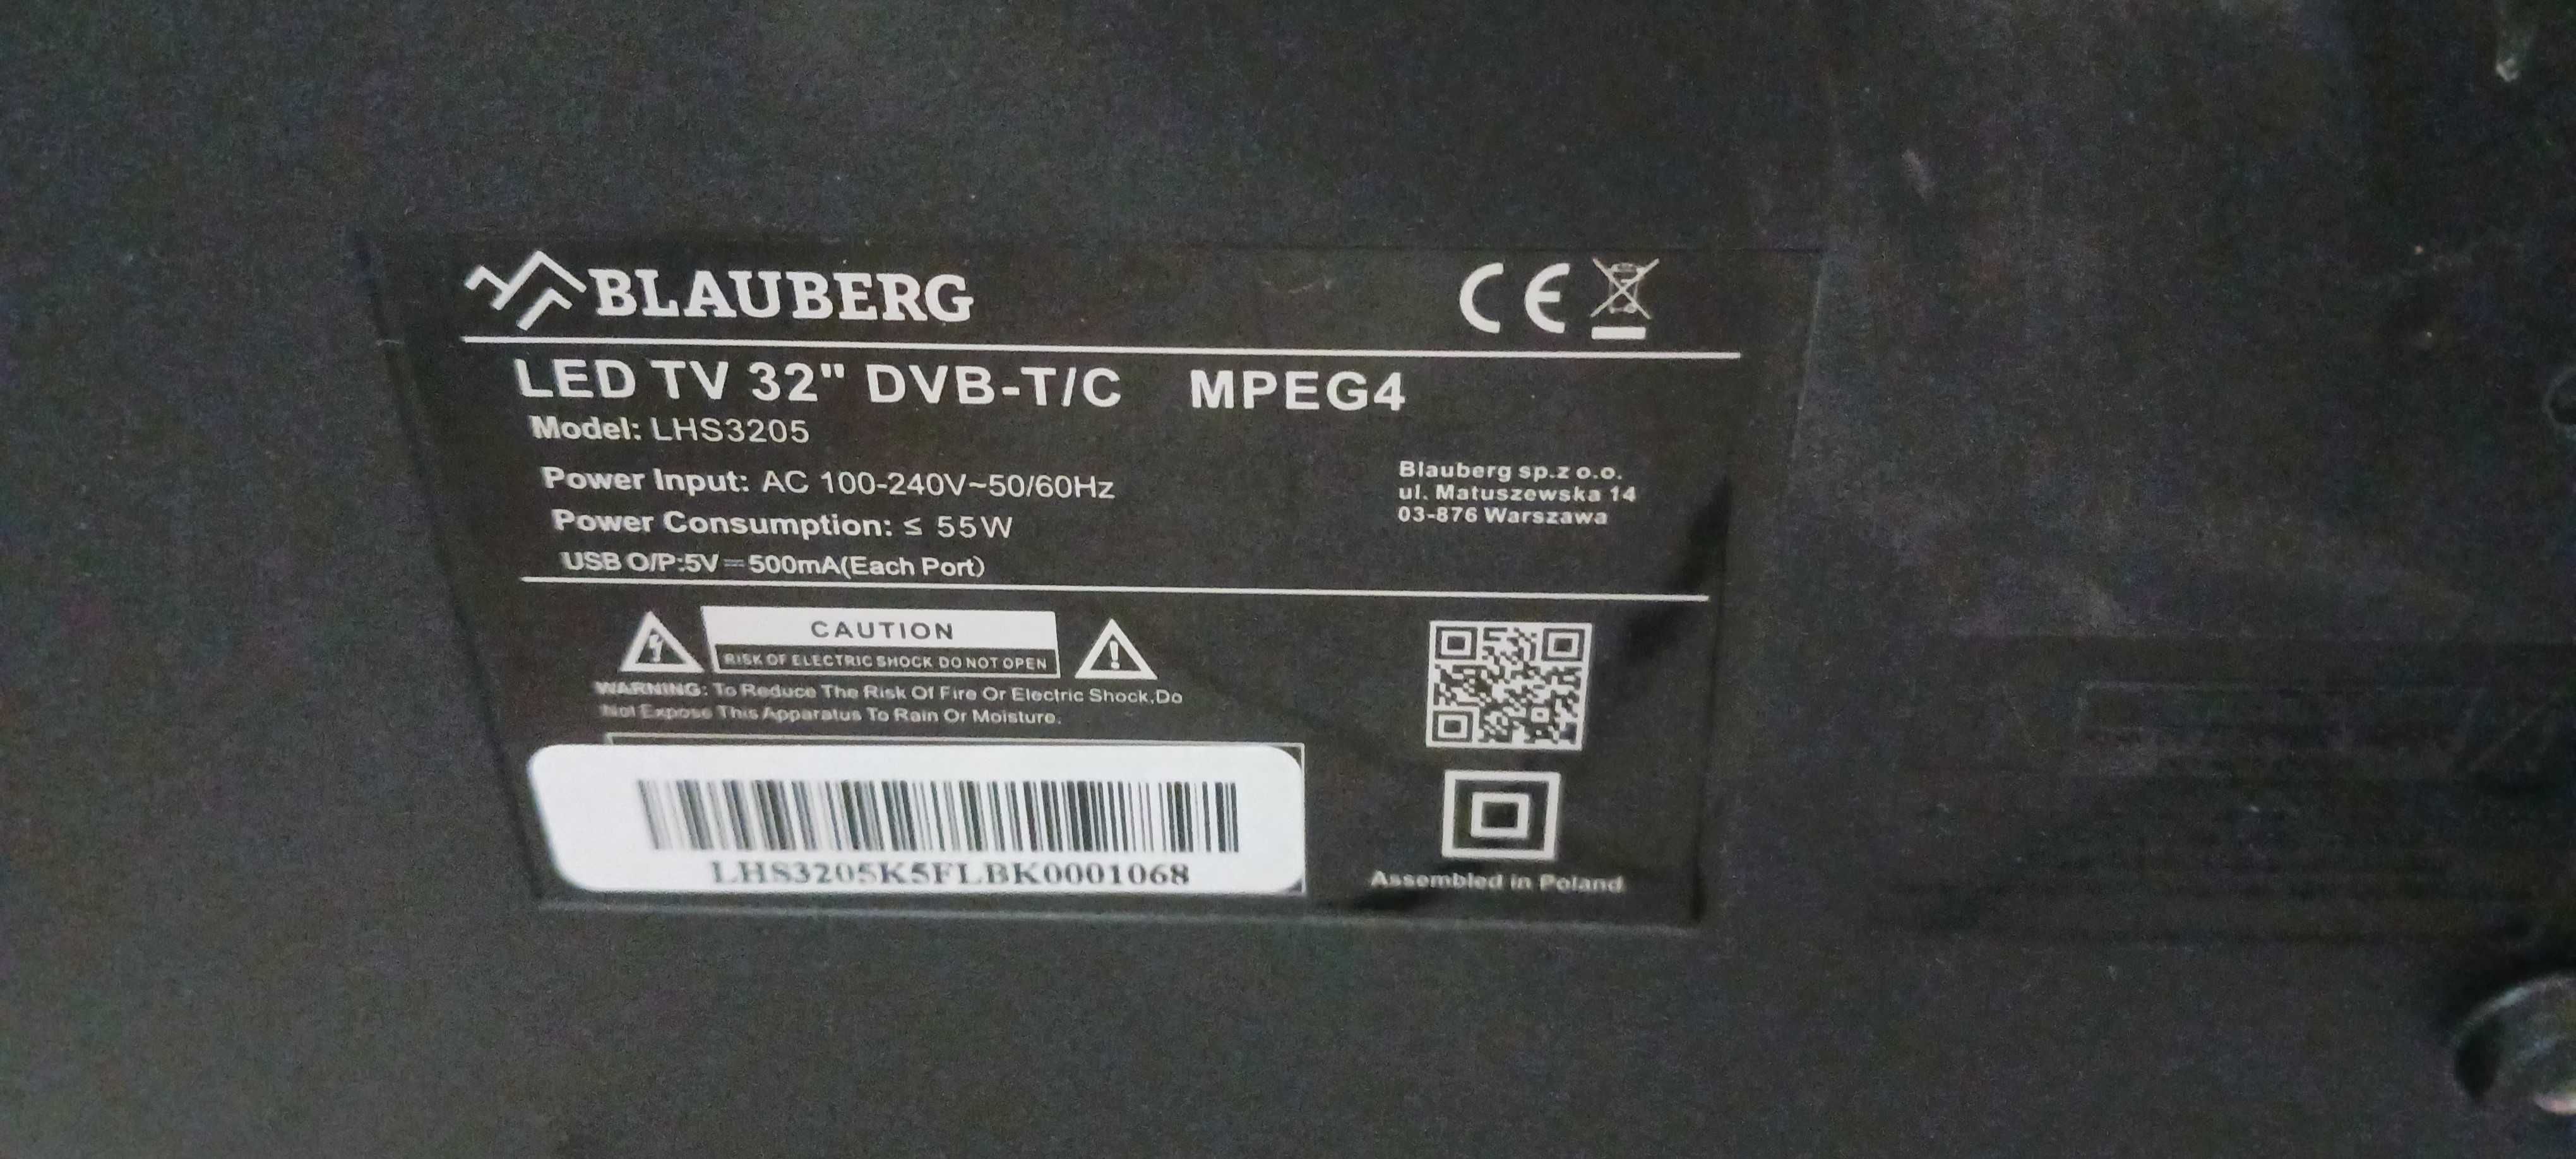 BLAUBERG
CE
LED TV 32" DVB-T/C MPEG4
Model: LHS3205
Power Input: AC 100-240V~50/60Hz
Power Consumption: ≤ 55W
USB O/P:5V⎓500mA(Each Port)
Blauberg sp.z o.o.
ul. Matuszewska 14
03-876 Warszawa
CAUTION
RISK OF ELECTRIC SHOCK DO NOT OPEN
WARNING: To Reduce The Risk Of Fire Or Electric Shock,Do
Not Expose This Apparatus To Rain Or Moisture.
LHS3205K5FLBK0001068
Assembled in Poland